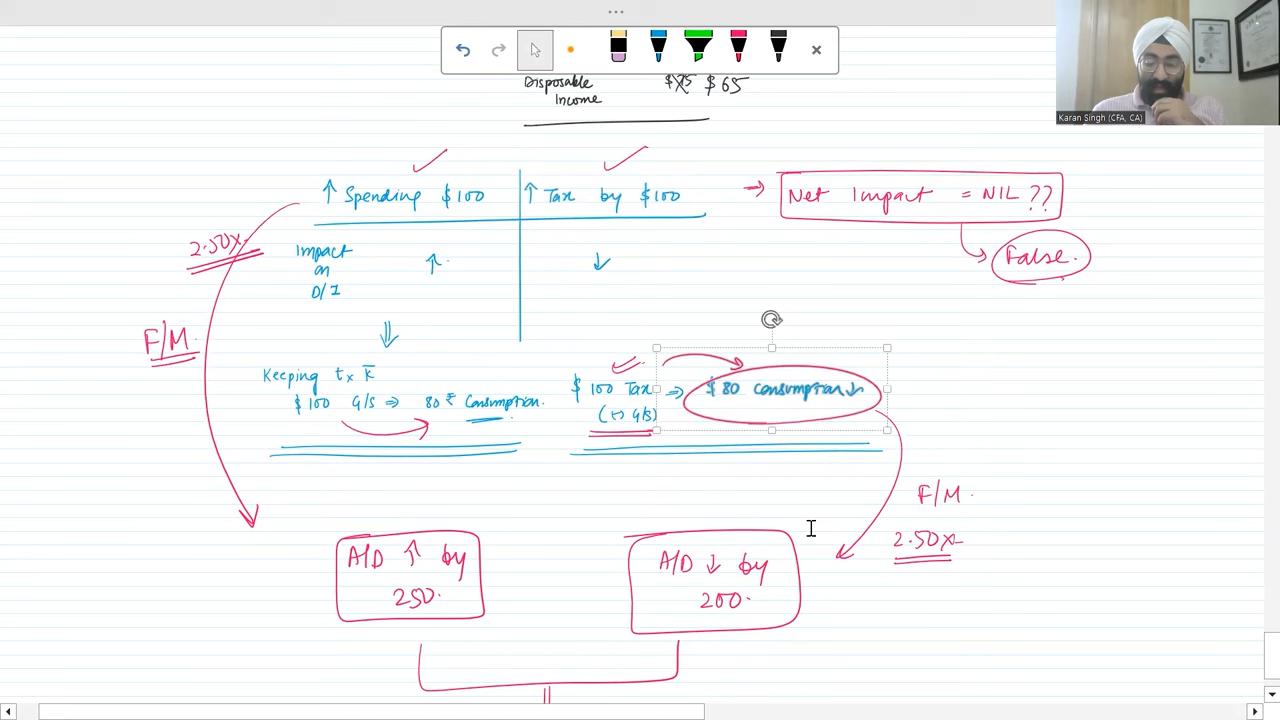 Disposable
Income
$75 $65
Karan Singh (CFA, CA)
↑ Spending $100
↑ Tax by $100
→ Net Impact = NIL ??
False.
2.50x
Impact
on
D/I
↑
↓
F/M.
Keeping tx k̅
$100 G/S ⇒ 80 ₹ Consumption.
$ 100 Tax ⇒ $80 Consumption↓
(↔ G/S)
F/M.
2.50x
A/D ↑ by
250.
A/D ↓ by
200.